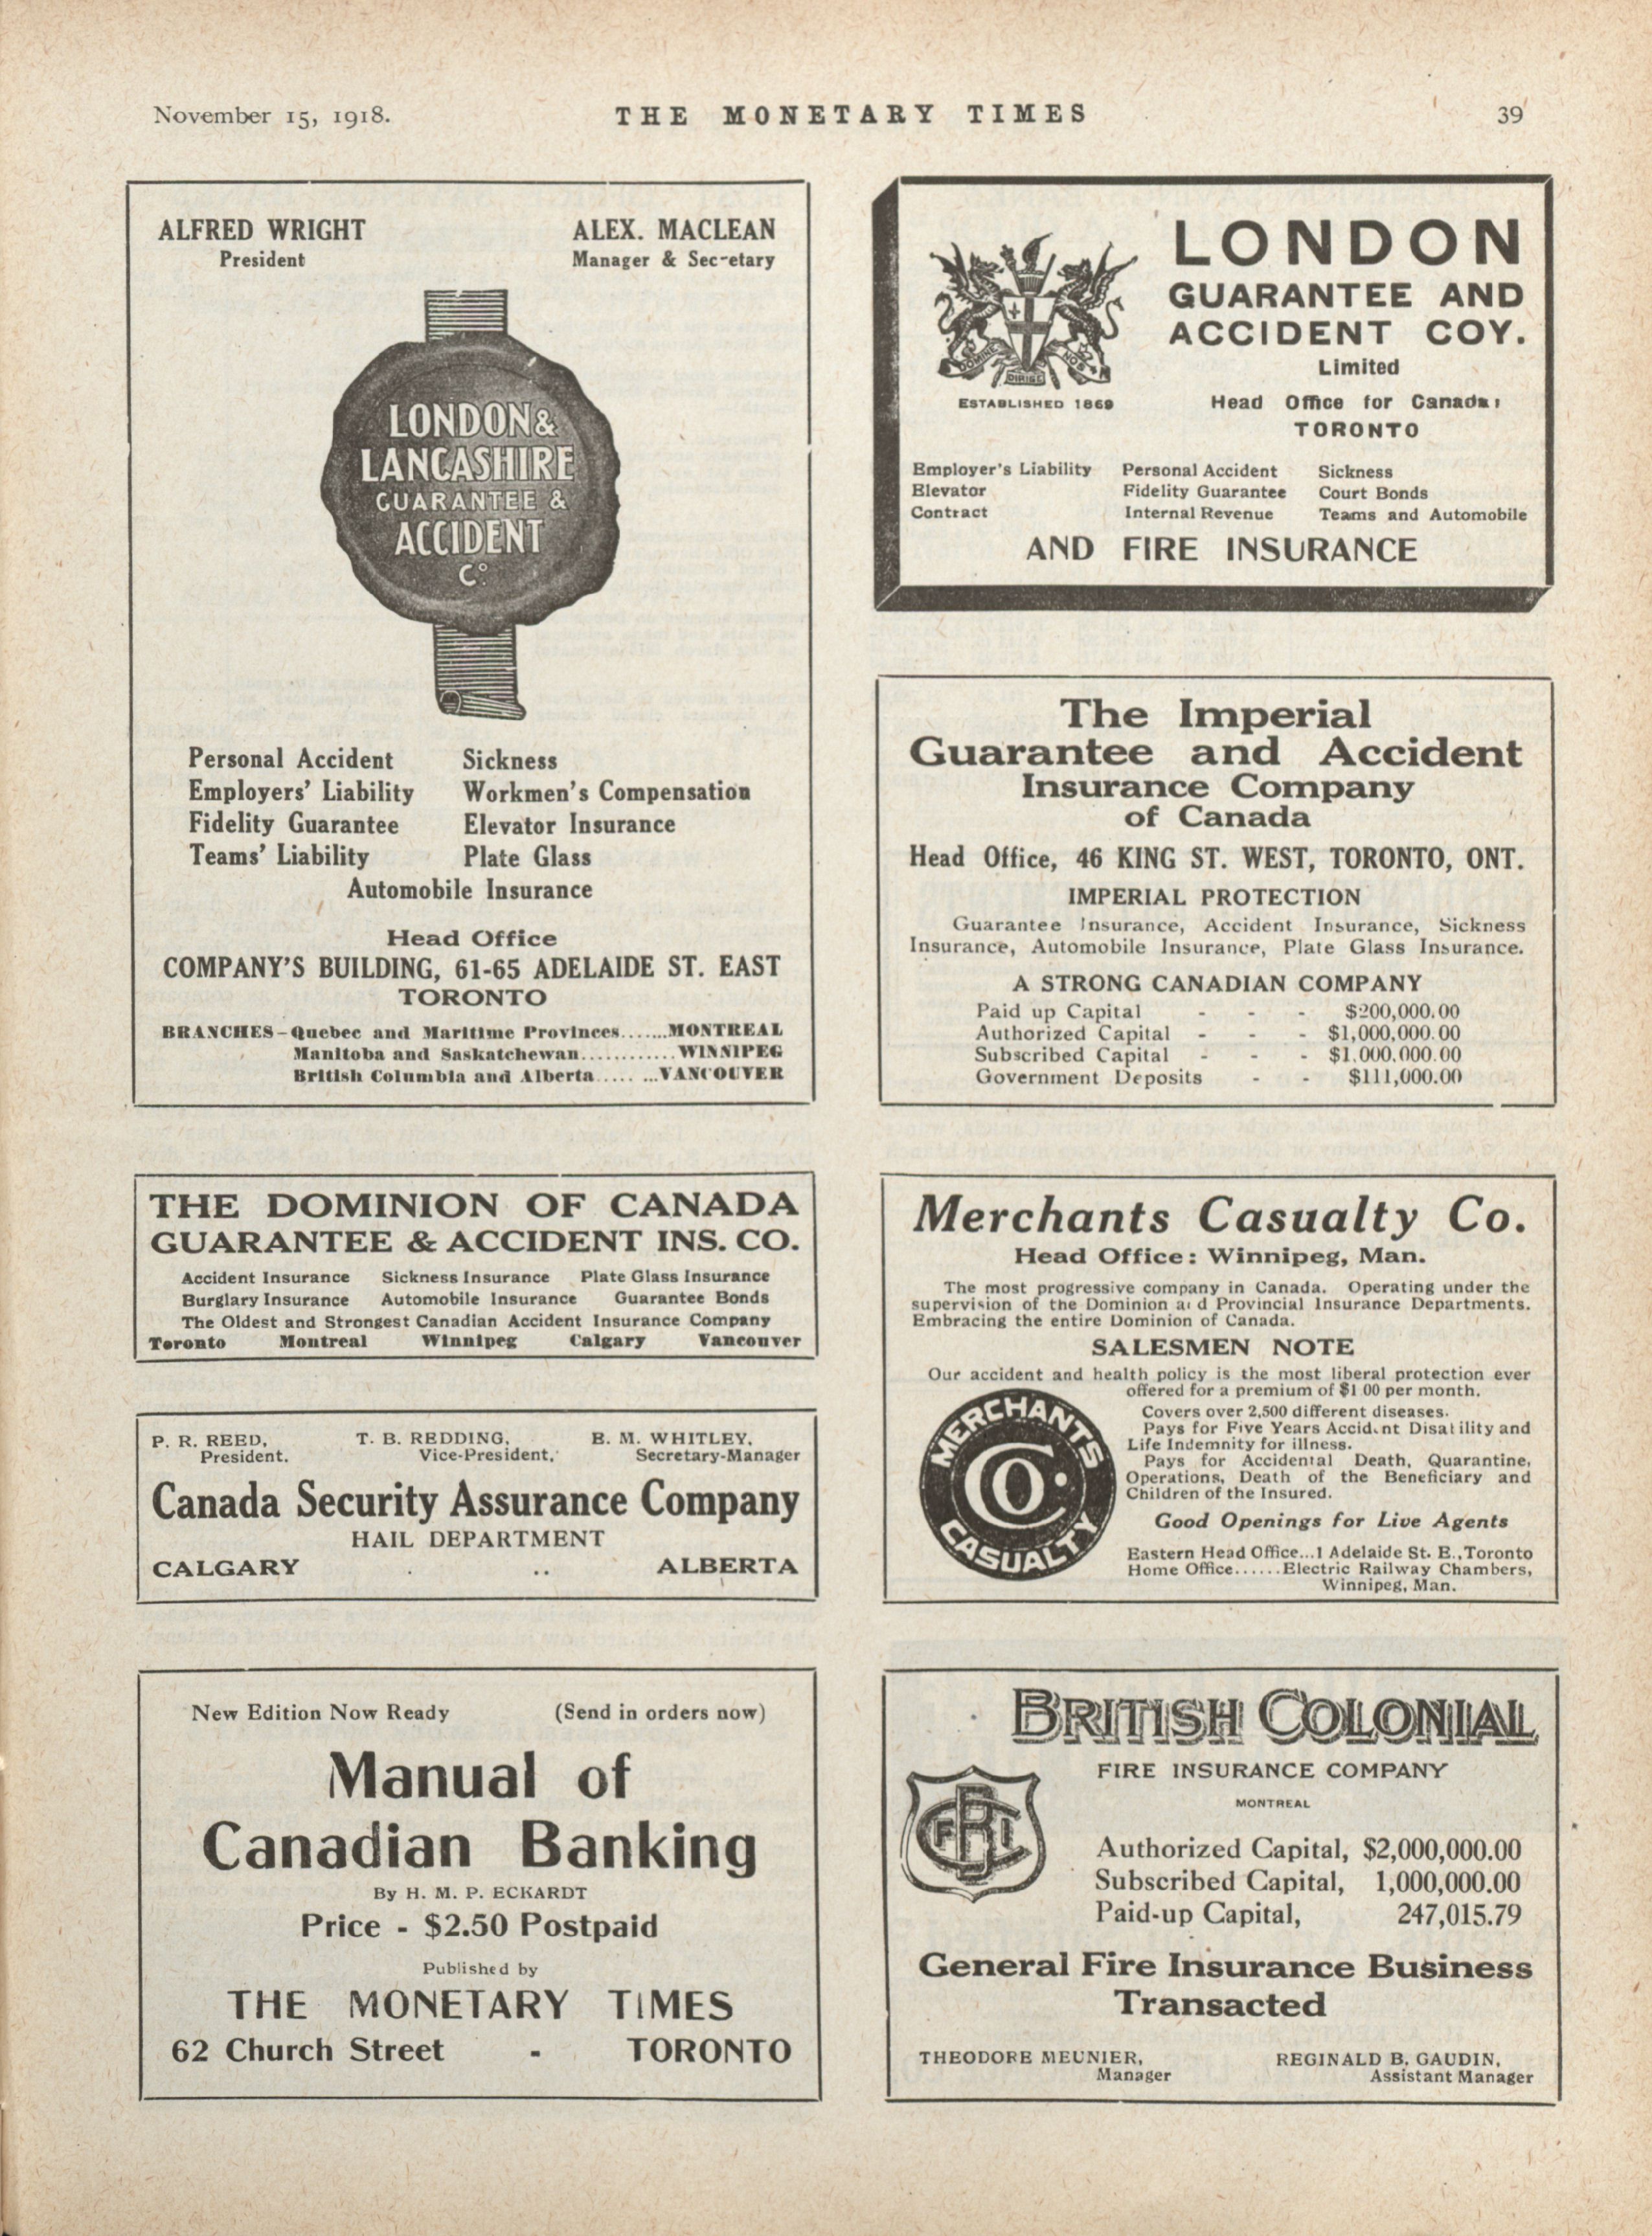 November 15, 1918.
THE MONETARY TIMES
39
ALFRED WRIGHT
President
ALEX. MACLEAN
Manager & Sec-etary
LONDON &
LANCASHIRE
GUARANTEE &
ACCIDENT
Co.
Personal Accident Sickness
Employers' Liability Workmen's Compensation
Fidelity Guarantee Elevator Insurance
Teams' Liability Plate Glass
Automobile Insurance
Head Office
COMPANY'S BUILDING, 61-65 ADELAIDE ST. EAST
TORONTO
BRANCHES-Quebec and Maritime Provinces.......MONTREAL
Manitoba and Saskatchewan............WINNIPEG
British Columbia and Alberta..... ...VANCOUVER
THE DOMINION OF CANADA
GUARANTEE & ACCIDENT INS. CO.
Accident Insurance Sickness Insurance Plate Glass Insurance
Burglary Insurance Automobile Insurance Guarantee Bonds
The Oldest and Strongest Canadian Accident Insurance Company
Toronto Montreal Winnipeg Calgary Vancouver
P. R. REED, T. B. REDDING, B. M. WHITLEY,
President. Vice-President, Secretary-Manager
Canada Security Assurance Company
HAIL DEPARTMENT
CALGARY . .. ALBERTA
New Edition Now Ready (Send in orders now)
Manual of
Canadian Banking
By H. M. P. ECKARDT
Price - $2.50 Postpaid
Published by
THE MONETARY TIMES
62 Church Street - TORONTO
LONDON
GUARANTEE AND
ACCIDENT COY.
Limited
DOMINE DIRIGE NOS
ESTABLISHED 1869
Head Office for Canada:
TORONTO
Employer's Liability Personal Accident Sickness
Elevator Fidelity Guarantee Court Bonds
Contract Internal Revenue Teams and Automobile
AND FIRE INSURANCE
The Imperial
Guarantee and Accident
Insurance Company
of Canada
Head Office, 46 KING ST. WEST, TORONTO, ONT.
IMPERIAL PROTECTION
Guarantee Insurance, Accident Insurance, Sickness
Insurance, Automobile Insurance, Plate Glass Insurance.
A STRONG CANADIAN COMPANY
Paid up Capital - - - $200,000.00
Authorized Capital - - - $1,000,000.00
Subscribed Capital - - - $1,000,000.00
Government Deposits - - $111,000.00
Merchants Casualty Co.
Head Office: Winnipeg, Man.
The most progressive company in Canada. Operating under the
supervision of the Dominion and Provincial Insurance Departments.
Embracing the entire Dominion of Canada.
SALESMEN NOTE
Our accident and health policy is the most liberal protection ever
offered for a premium of $1 00 per month.
Covers over 2,500 different diseases.
Pays for Five Years Accident Disability and
Life Indemnity for illness.
Pays for Accidental Death, Quarantine,
Operations, Death of the Beneficiary and
Children of the Insured.
Good Openings for Live Agents
Eastern Head Office...1 Adelaide St. E., Toronto
Home Office......Electric Railway Chambers,
Winnipeg, Man.
MERCHANTS
CO.
CASUALTY
BRITISH COLONIAL
FIRE INSURANCE COMPANY
MONTREAL
Authorized Capital, $2,000,000.00
Subscribed Capital, 1,000,000.00
Paid-up Capital, 247,015.79
General Fire Insurance Business
Transacted
THEODORE MEUNIER,
Manager
REGINALD B. GAUDIN,
Assistant Manager